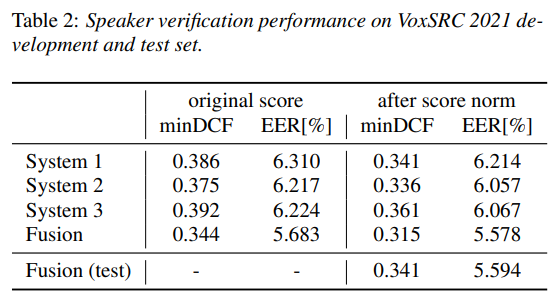 Table 2: Speaker verification performance on VoxSRC 2021 de-
velopment and test set.
original score after score norm
minDCF EER[%] minDCF EER[%]
System 1 0.386 6.310 0.341 6.214
System 2 0.375 6.217 0.336 6.057
System 3 0.392 6.224 0.361 6.067
Fusion 0.344 5.683 0.315 5.578
Fusion (test) - - 0.341 5.594